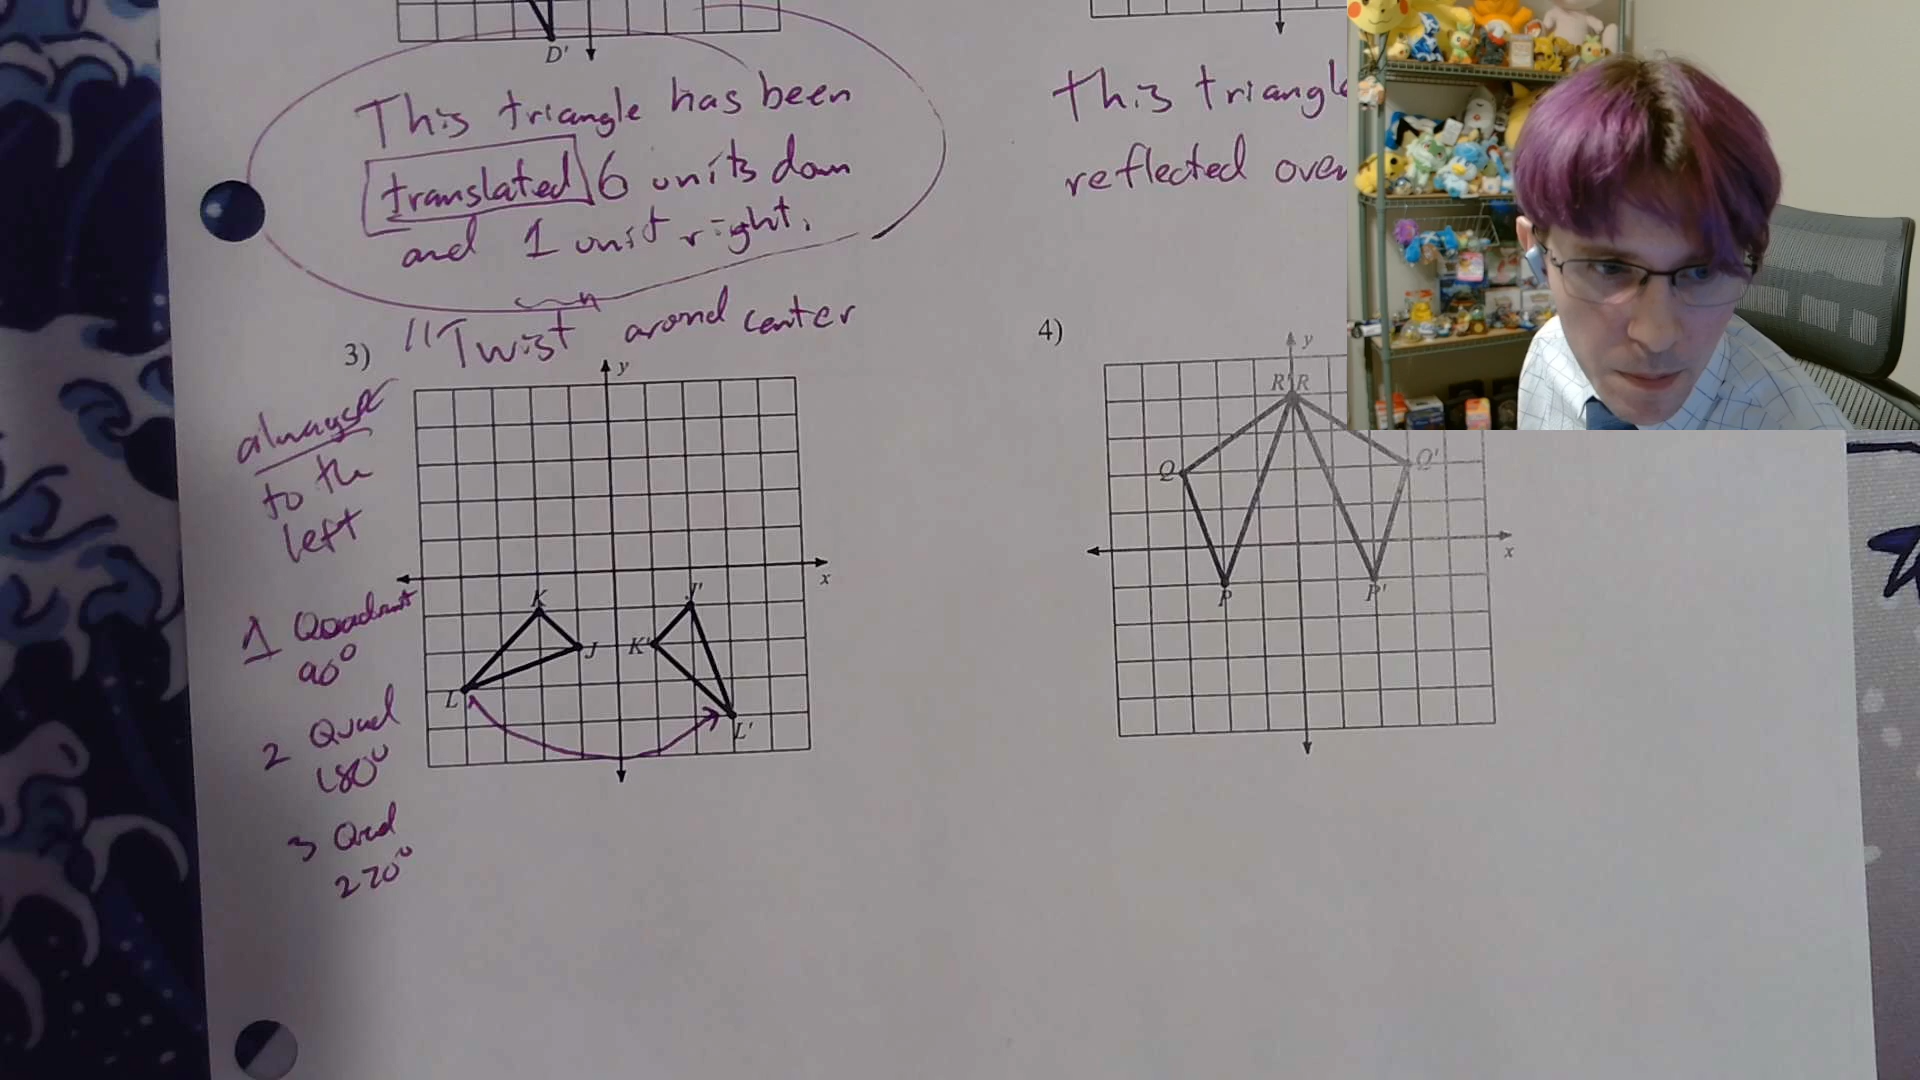 D'
This triangle has been
translated 6 units down
and 1 unit right.
This triangle
reflected over
3) "Twist around center
4)
always
to the
left
1 Quadrant
90°
2 Quad
180°
3 Qud
270°
y
x
K
J
L
J'
K'
L'
y
R' R
Q
Q'
x
P
P'